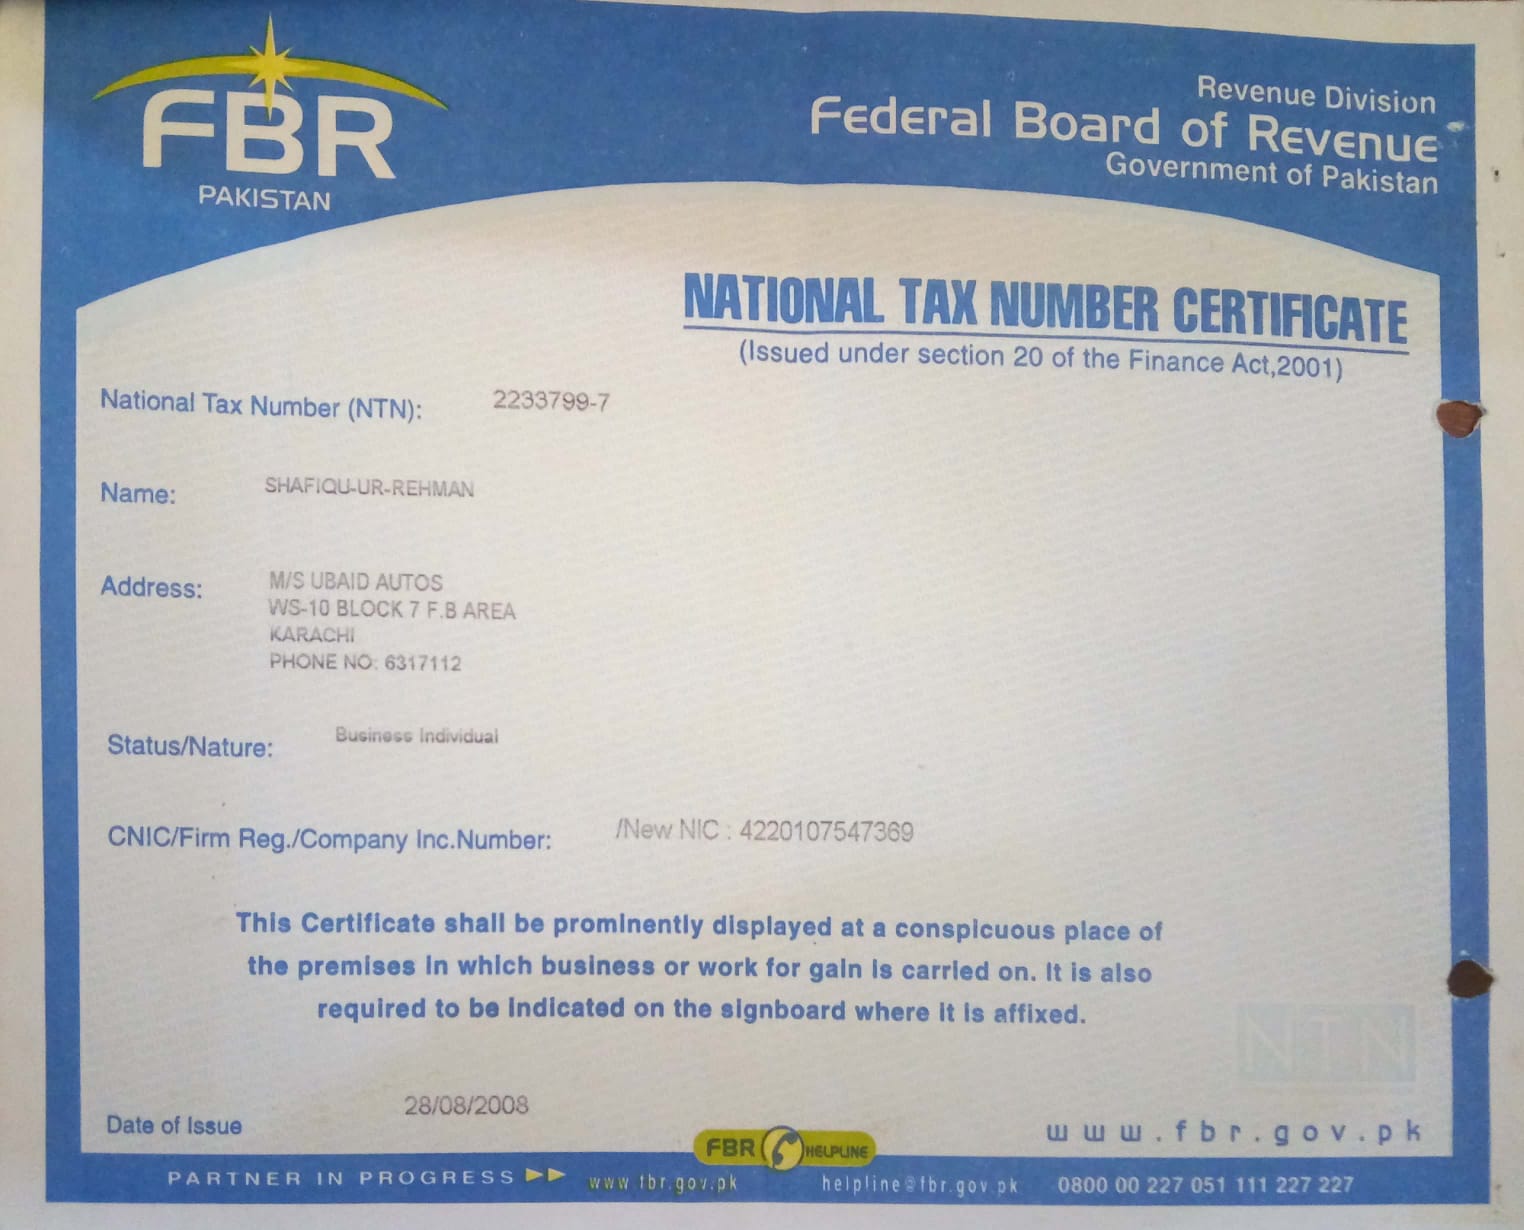 FBR
PAKISTAN
Revenue Division
Federal Board of Revenue
Government of Pakistan
NATIONAL TAX NUMBER CERTIFICATE
(Issued under section 20 of the Finance Act,2001)
National Tax Number (NTN): 2233799-7
Name: SHAFIQU-UR-REHMAN
Address: M/S UBAID AUTOS
WS-10 BLOCK 7 F.B AREA
KARACHI
PHONE NO: 6317112
Status/Nature: Business Individual
CNIC/Firm Reg./Company Inc.Number: /New NIC : 4220107547369
This Certificate shall be prominently displayed at a conspicuous place of
the premises in which business or work for gain is carried on. It is also
required to be indicated on the signboard where it is affixed.
NTN
Date of Issue 28/08/2008
www.fbr.gov.pk
FBR HELPLINE
PARTNER IN PROGRESS www.fbr.gov.pk helpline@fbr.gov.pk 0800 00 227 051 111 227 227